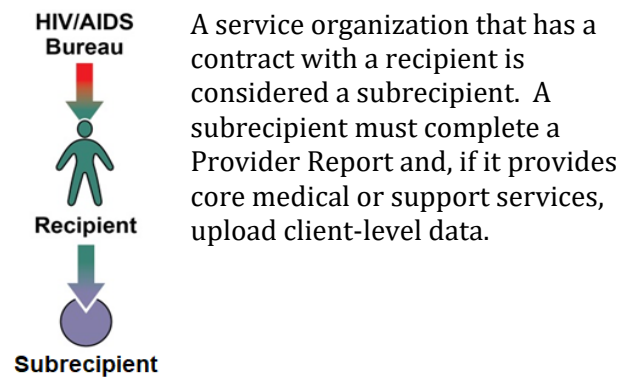 HIV/AIDS
Bureau
Recipient
Subrecipient
A service organization that has a
contract with a recipient is
considered a subrecipient.  A
subrecipient must complete a
Provider Report and, if it provides
core medical or support services,
upload client-level data.